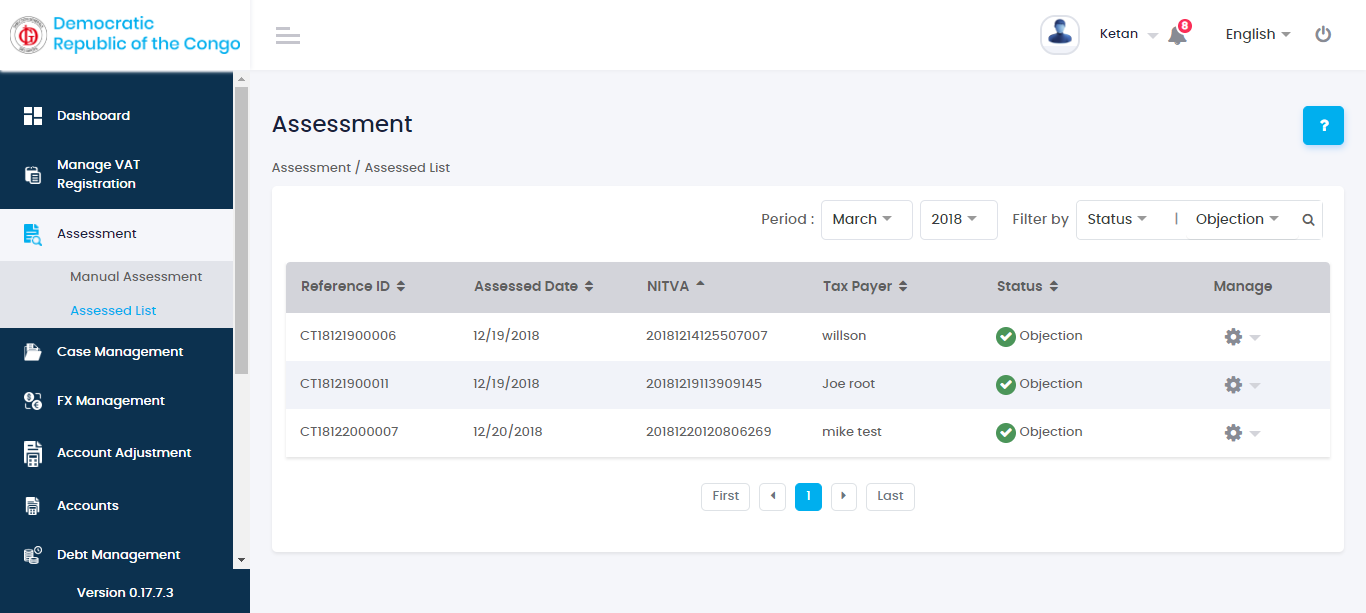 Democratic
Republic of the Congo
Ketan
8
English
Dashboard
Manage VAT
Registration
Assessment
Manual Assessment
Assessed List
Case Management
FX Management
Account Adjustment
Accounts
Debt Management
Version 0.17.7.3
Assessment
?
Assessment / Assessed List
Period : March 2018 Filter by Status | Objection
Reference ID Assessed Date NITVA Tax Payer Status Manage
CT18121900006 12/19/2018 20181214125507007 willson Objection
CT18121900011 12/19/2018 20181219113909145 Joe root Objection
CT18122000007 12/20/2018 20181220120806269 mike test Objection
First 1 Last